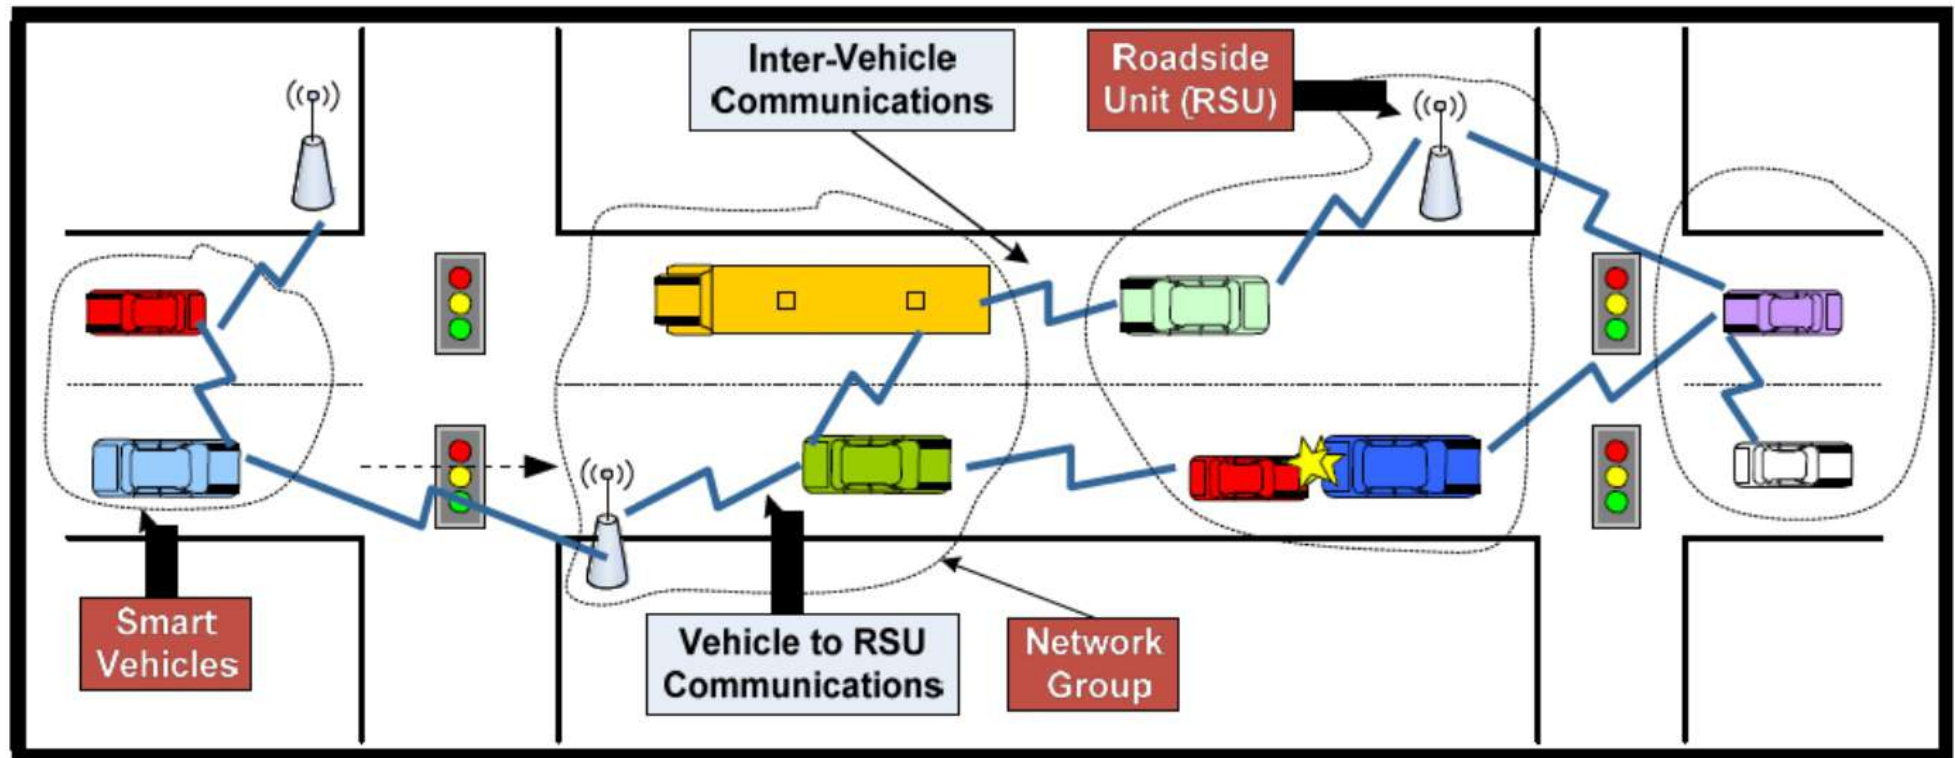 Inter-Vehicle
Communications
Roadside
Unit (RSU)
Smart
Vehicles
Vehicle to RSU
Communications
Network
Group